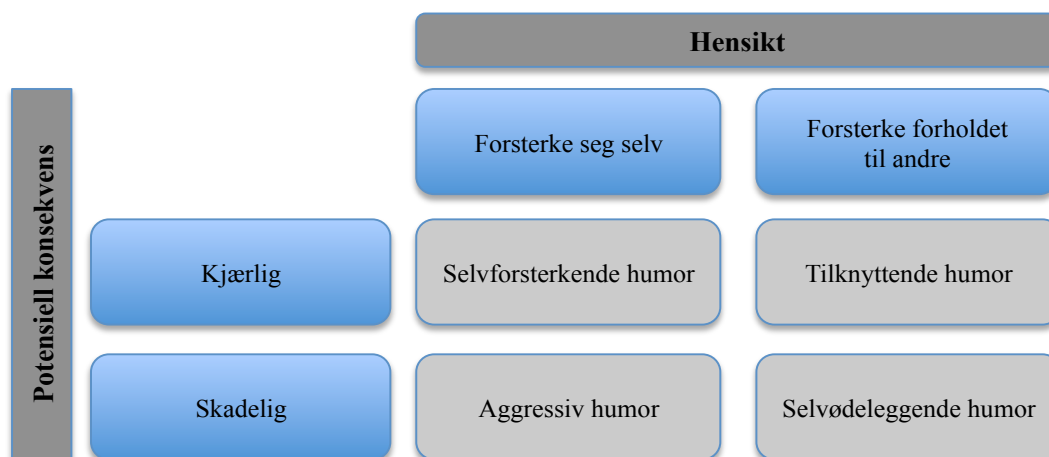 Hensikt
Potensiell konsekvens
Forsterke seg selv
Forsterke forholdet
til andre
Kjærlig
Selvforsterkende humor
Tilknyttende humor
Skadelig
Aggressiv humor
Selvødeleggende humor